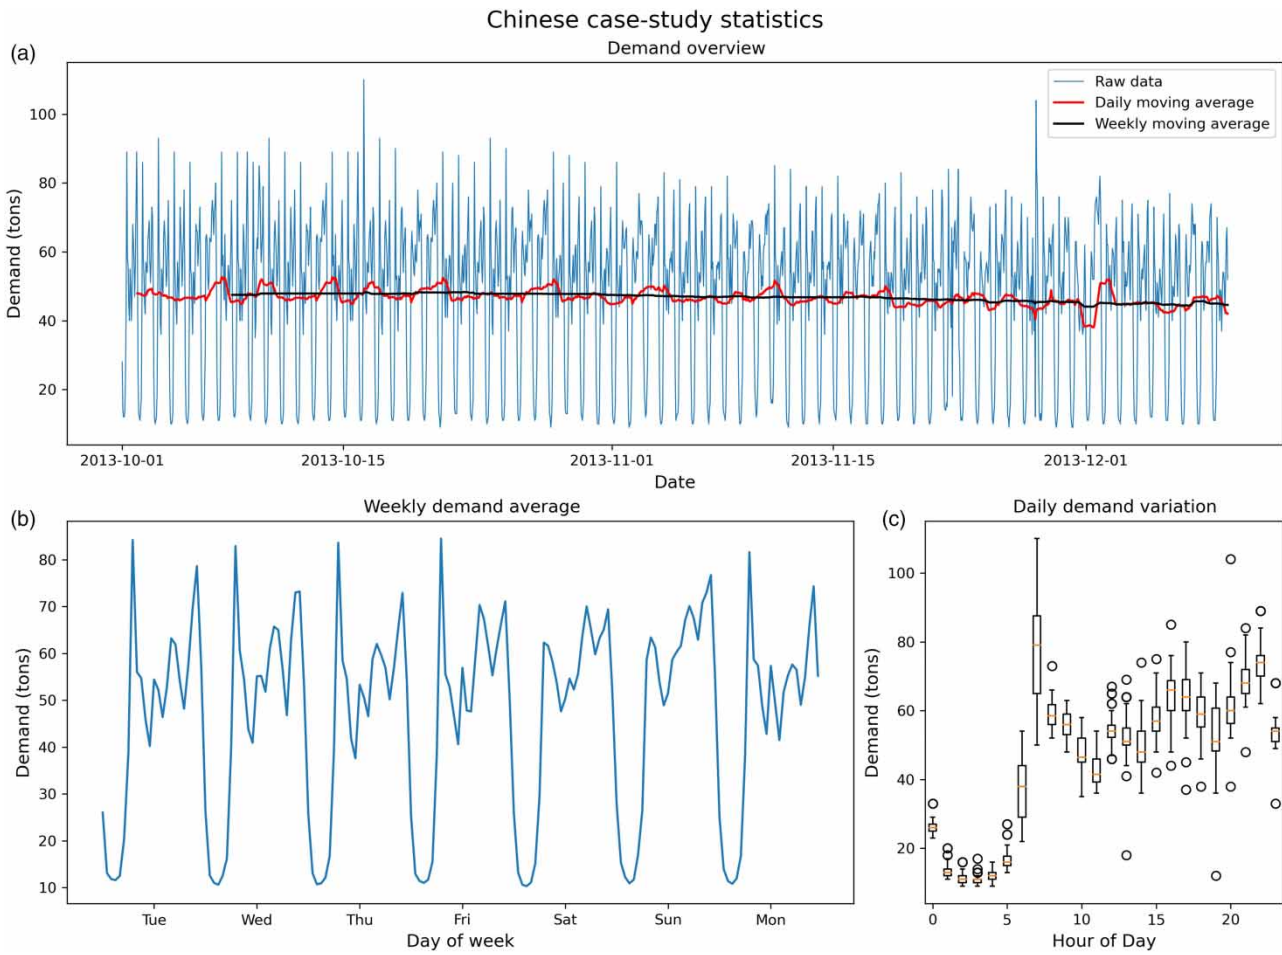 Chinese case-study statistics
(a)
Demand overview
Raw data
Daily moving average
Weekly moving average
100
80
60
40
20
Demand (tons)
2013-10-01 2013-10-15 2013-11-01 2013-11-15 2013-12-01
Date
(b)
Weekly demand average
80
70
60
50
40
30
20
10
Demand (tons)
Tue Wed Thu Fri Sat Sun Mon
Day of week
(c)
Daily demand variation
100
80
60
40
20
Demand (tons)
0 5 10 15 20
Hour of Day